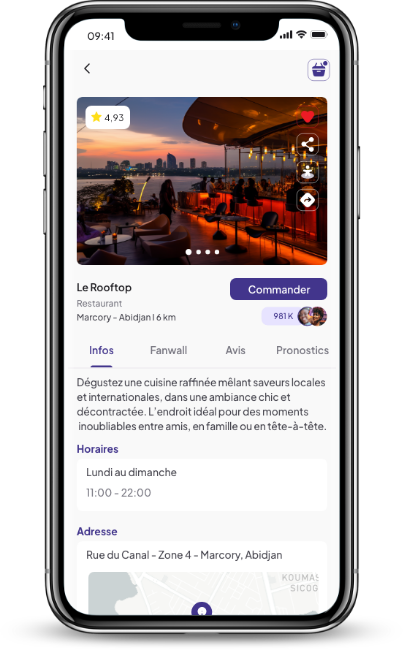 09:41
4,93
Le Rooftop
Commander
Restaurant
Marcory - Abidjan I 6 km
981 K
Infos Fanwall Avis Pronostics
Dégustez une cuisine raffinée mêlant saveurs locales
et internationales, dans une ambiance chic et
décontractée. L'endroit idéal pour des moments
inoubliables entre amis, en famille ou en tête-à-tête.
Horaires
Lundi au dimanche
11:00 - 22:00
Adresse
Rue du Canal - Zone 4 - Marcory, Abidjan
KOUMAS
SICOG